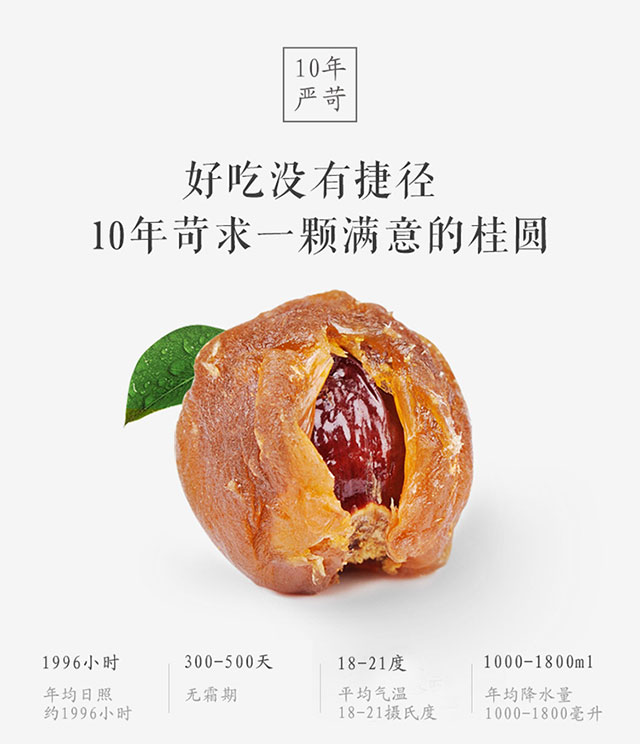 10年
严苛
好吃没有捷径
10年苛求一颗满意的桂圆
1996小时
年均日照
约1996小时
300-500天
无霜期
18-21度
平均气温
18-21摄氏度
1000-1800ml
年均降水量
1000-1800毫升